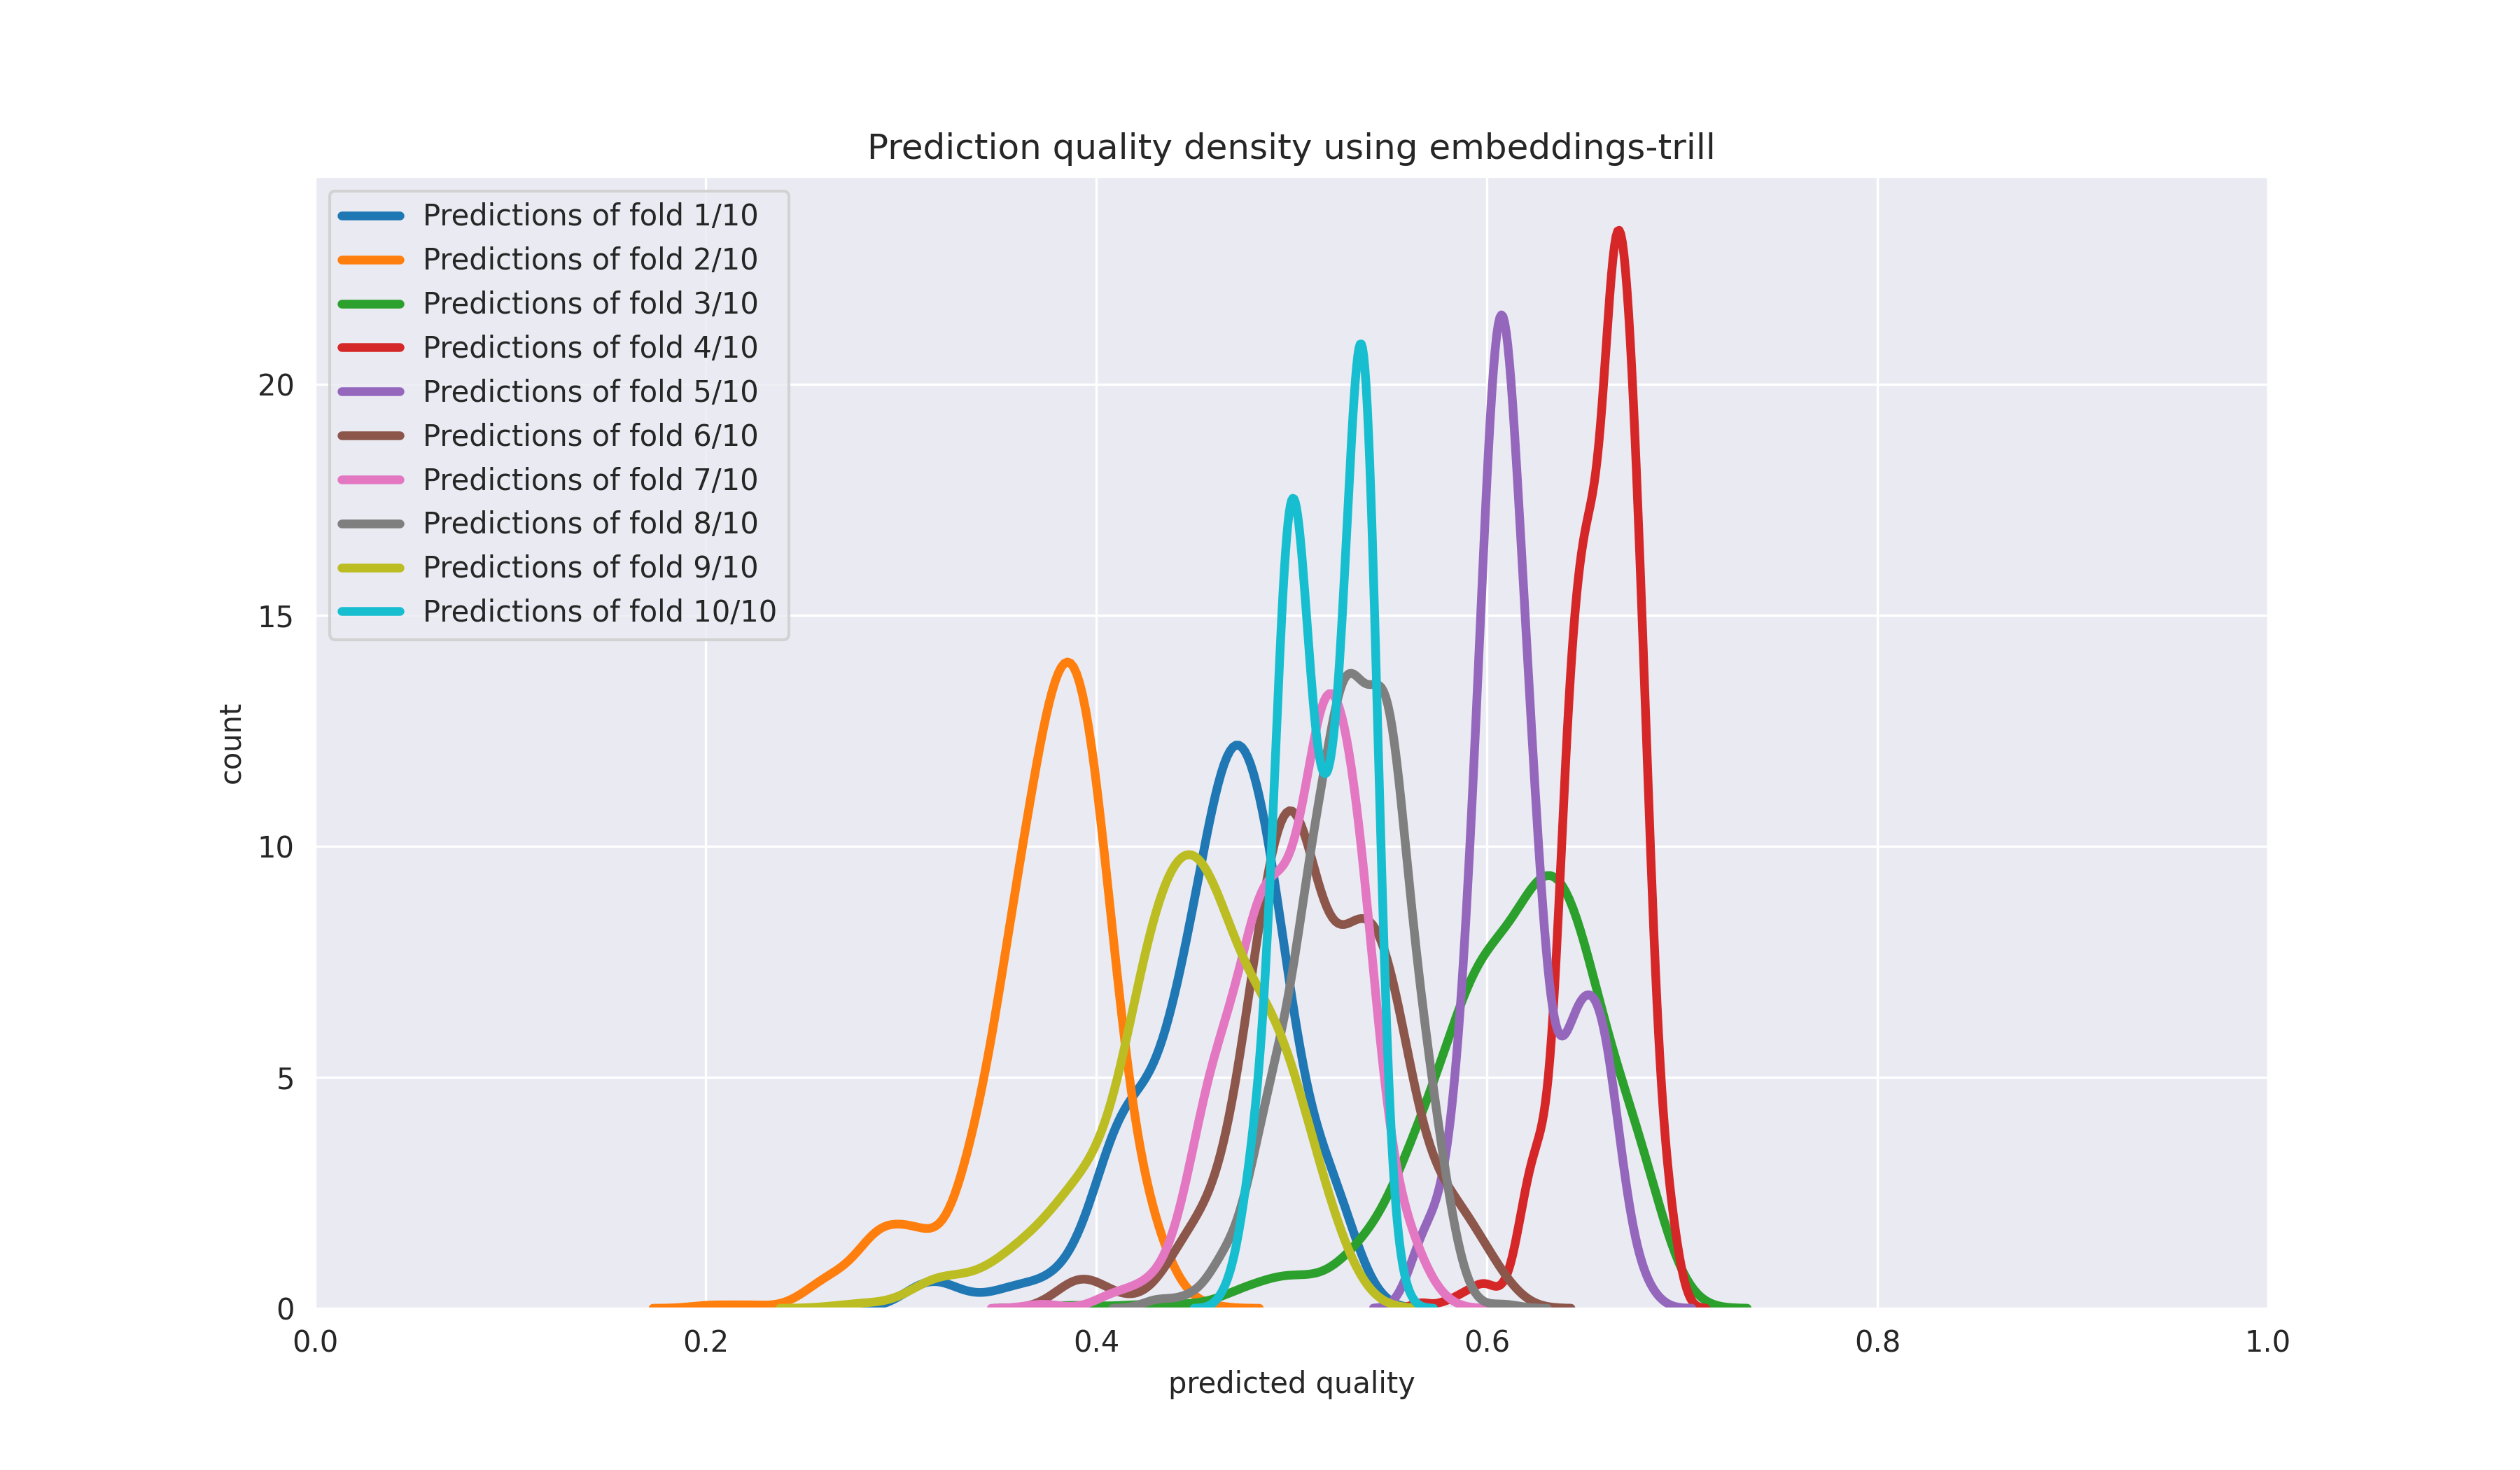 Prediction quality density using embeddings-trill
Predictions of fold 1/10
Predictions of fold 2/10
Predictions of fold 3/10
Predictions of fold 4/10
Predictions of fold 5/10
Predictions of fold 6/10
Predictions of fold 7/10
Predictions of fold 8/10
Predictions of fold 9/10
Predictions of fold 10/10
20
15
10
5
0
count
0.0
0.2
0.4
0.6
0.8
1.0
predicted quality